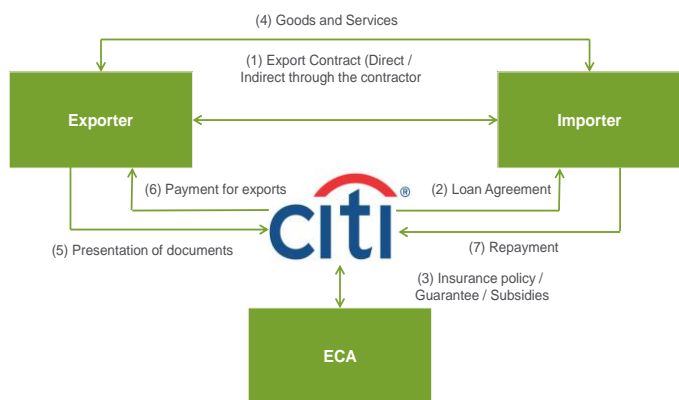 (4) Goods and Services
(1) Export Contract (Direct /
Indirect through the contractor
Exporter
Importer
(6) Payment for exports
(2) Loan Agreement
citi®
(5) Presentation of documents
(7) Repayment
(3) Insurance policy /
Guarantee / Subsidies
ECA